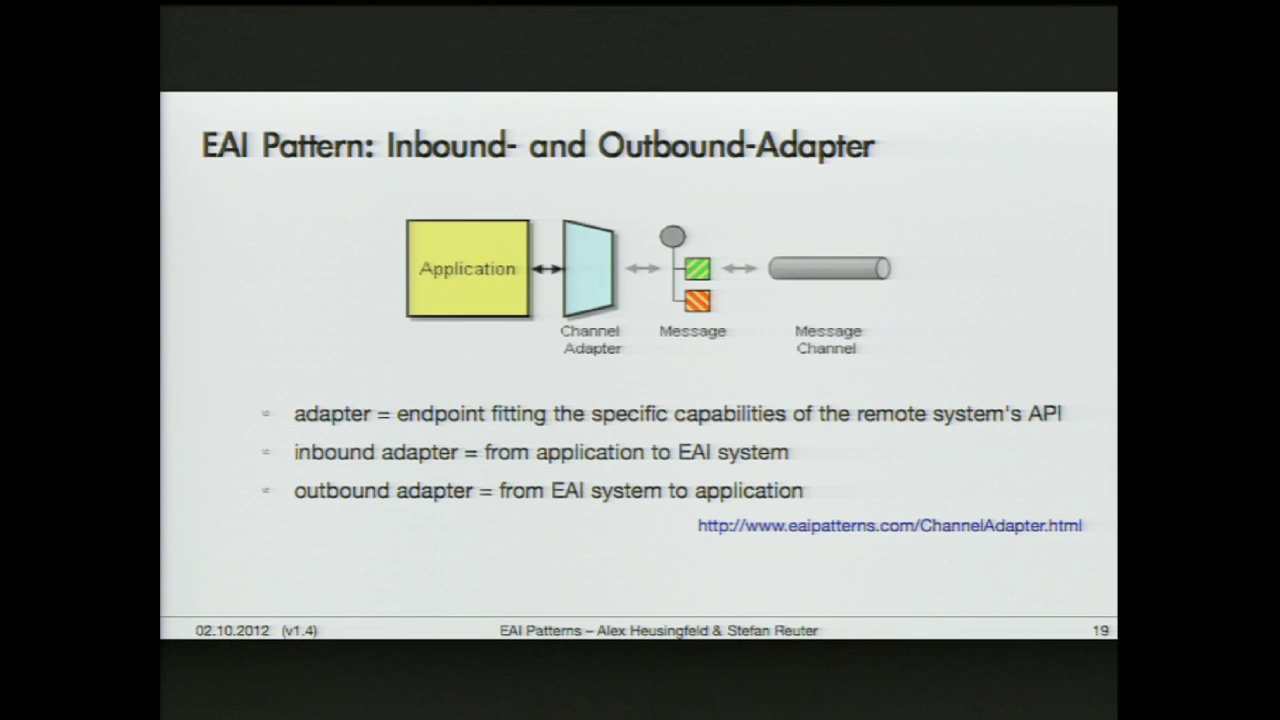 EAI Pattern: Inbound- and Outbound-Adapter
Application
Channel
Adapter
Message
Message
Channel
adapter = endpoint fitting the specific capabilities of the remote system's API
inbound adapter = from application to EAI system
outbound adapter = from EAI system to application
http://www.eaipatterns.com/ChannelAdapter.html
02.10.2012 (v1.4)
EAI Patterns – Alex Heusingfeld & Stefan Reuter
19